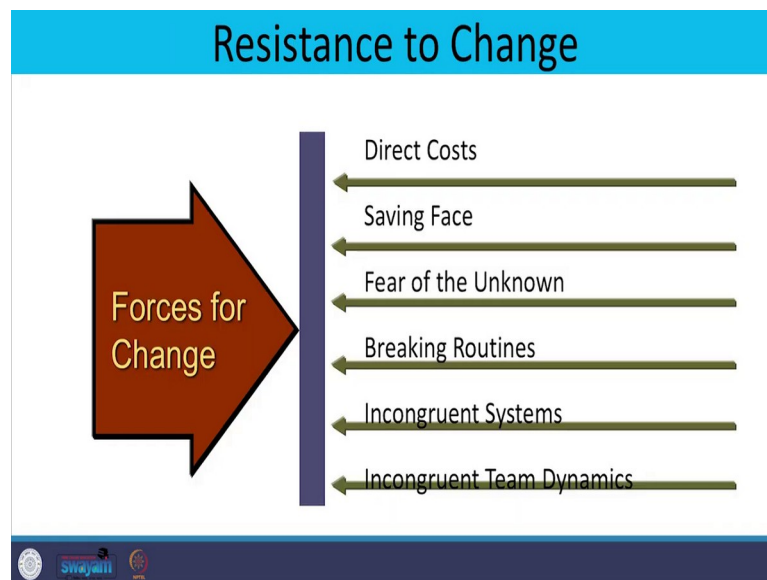 Resistance to Change
Forces for
Change
Direct Costs
Saving Face
Fear of the Unknown
Breaking Routines
Incongruent Systems
Incongruent Team Dynamics
swayam